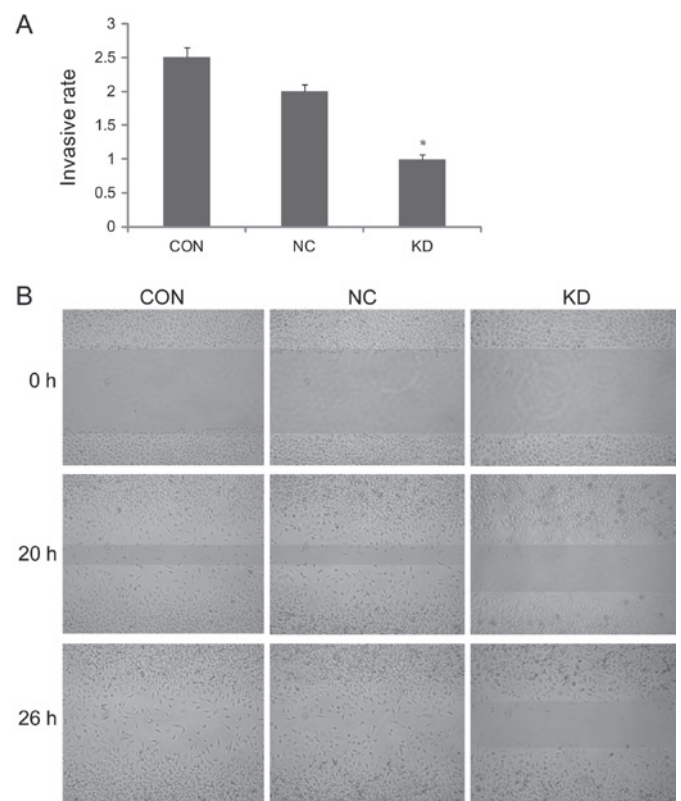 A
3
2.5
2
1.5
1
0.5
0
Invasive rate
*
CON NC KD
B
CON NC KD
0 h
20 h
26 h